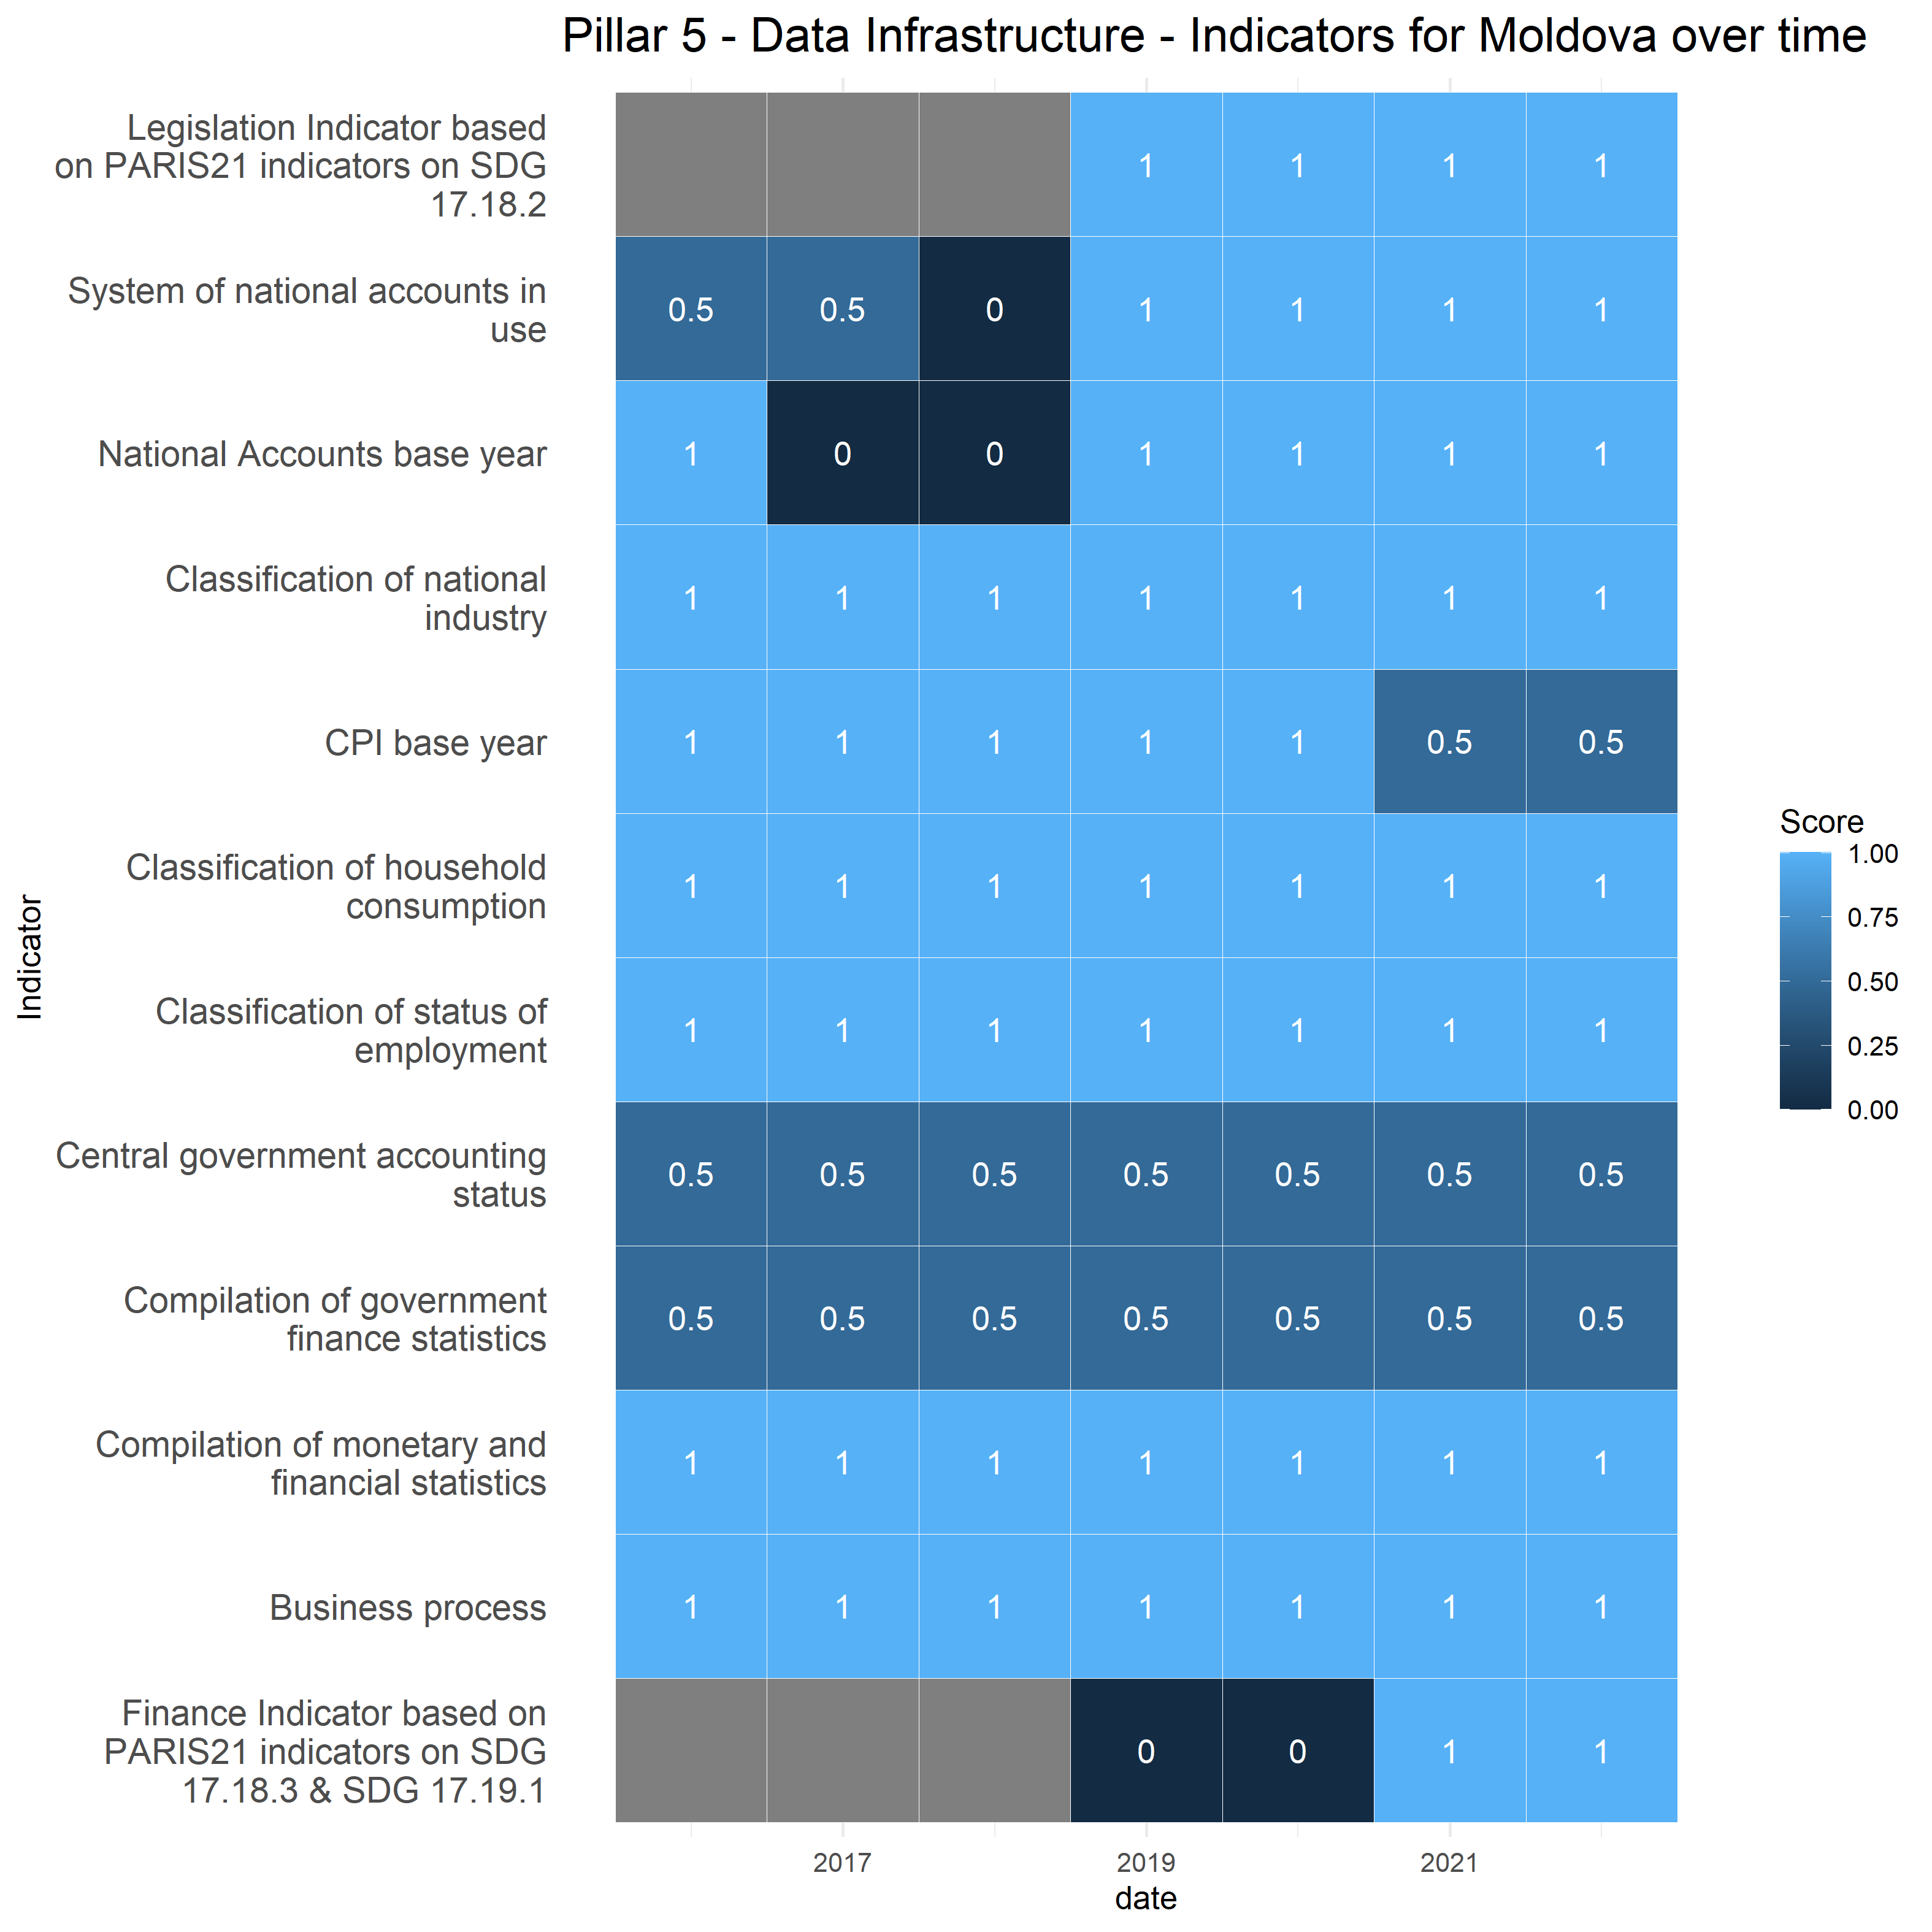 Pillar 5 - Data Infrastructure - Indicators for Moldova over time
Legislation Indicator based
on PARIS21 indicators on SDG
17.18.2
1 1 1 1
System of national accounts in
use
0.5 0.5 0 1 1 1 1
National Accounts base year
1 0 0 1 1 1 1
Classification of national
industry
1 1 1 1 1 1 1
CPI base year
1 1 1 1 1 0.5 0.5
Classification of household
consumption
1 1 1 1 1 1 1
Classification of status of
employment
1 1 1 1 1 1 1
Central government accounting
status
0.5 0.5 0.5 0.5 0.5 0.5 0.5
Compilation of government
finance statistics
0.5 0.5 0.5 0.5 0.5 0.5 0.5
Compilation of monetary and
financial statistics
1 1 1 1 1 1 1
Business process
1 1 1 1 1 1 1
Finance Indicator based on
PARIS21 indicators on SDG
17.18.3 & SDG 17.19.1
0 0 1 1
Indicator
2017 2019 2021
date
Score
1.00
0.75
0.50
0.25
0.00